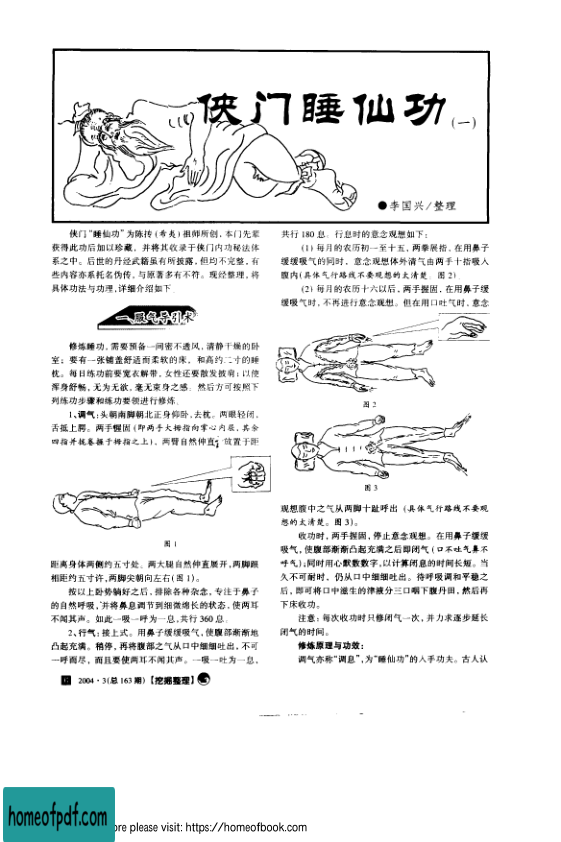 侠门睡仙功(一)
●李国兴/整理
侠门“睡仙功”为陈抟(希夷)祖师所创,本门先辈
获得此功后加以珍藏,并将其收录于侠门内功秘法体
系之中。后世的丹经武籍虽有所披露,但均不完整,有
些内容亦系托名伪传,与原著多有不符。现经整理,将
具体功法与功理,详细介绍如下
一、服气导引术
修炼睡功,需要预备一间密不透风,清静干燥的卧
室;要有一张铺盖舒适而柔软的床,和高约二寸的睡
枕。每日练功前要宽衣解带,女性还要散发披肩;以使
浑身舒畅,无为无欲,毫无束身之感。然后方可按照下
列练功步骤和练功要领进行修炼。
1、调气:头朝南脚朝北正身仰卧,去枕。两眼轻闭,
舌抵上腭。两手握固(即两手大拇指向掌心内屈,其余
四指并拢卷握于拇指之上),两臂自然伸直,放置于距
图1
距离身体两侧约五寸处。两大腿自然伸直展开,两脚跟
相距约五寸许,两脚尖朝向左右(图1)。
按以上卧势躺好之后,排除各种杂念,专注于鼻子
的自然呼吸,并将鼻息调节到细微绵长的状态,使两耳
不闻其声。如此一吸一呼为一息,共行360息。
2、行气:接上式。用鼻子缓缓吸气,使腹部渐渐地
凸起充满。稍停,再将腹部之气从口中细细吐出,不可
一呼而尽,而且要使两耳不闻其声。一吸一吐为一息,
共行180息。行息时的意念观想如下:
(1)每月的农历初一至十五,两拳展指,在用鼻子
缓缓吸气的同时,意念观想体外清气由两手十指吸入
腹内(具体气行路线不要观想的太清楚。图2)
(2)每月的农历十六以后,两手握固,在用鼻子缓
缓吸气时,不再进行意念观想。但在用口吐气时,意念
图2
图3
观想腹中之气从两脚十趾呼出(具体气行路线不要观
想的太清楚。图3)。
收功时,两手握固,停止意念观想。在用鼻子缓缓
吸气,使腹部渐渐凸起充满之后即闭气(口不吐气鼻不
呼气);同时用心默数数字,以计算闭息的时间长短。当
久不可耐时,仍从口中细细吐出。待呼吸调和平稳之
后,即可将口中滋生的津液分三口咽下腹丹田,然后再
下床收功。
注意:每次收功时只修闭气一次,并力求逐步延长
闭气的时间。
修炼原理与功效:
调气亦称“调息”,为“睡仙功”的入手功夫。古人认
2004·3(总163期)【挖掘整理】
homeofpdf.com
ore please visit: https://homeofbook.com